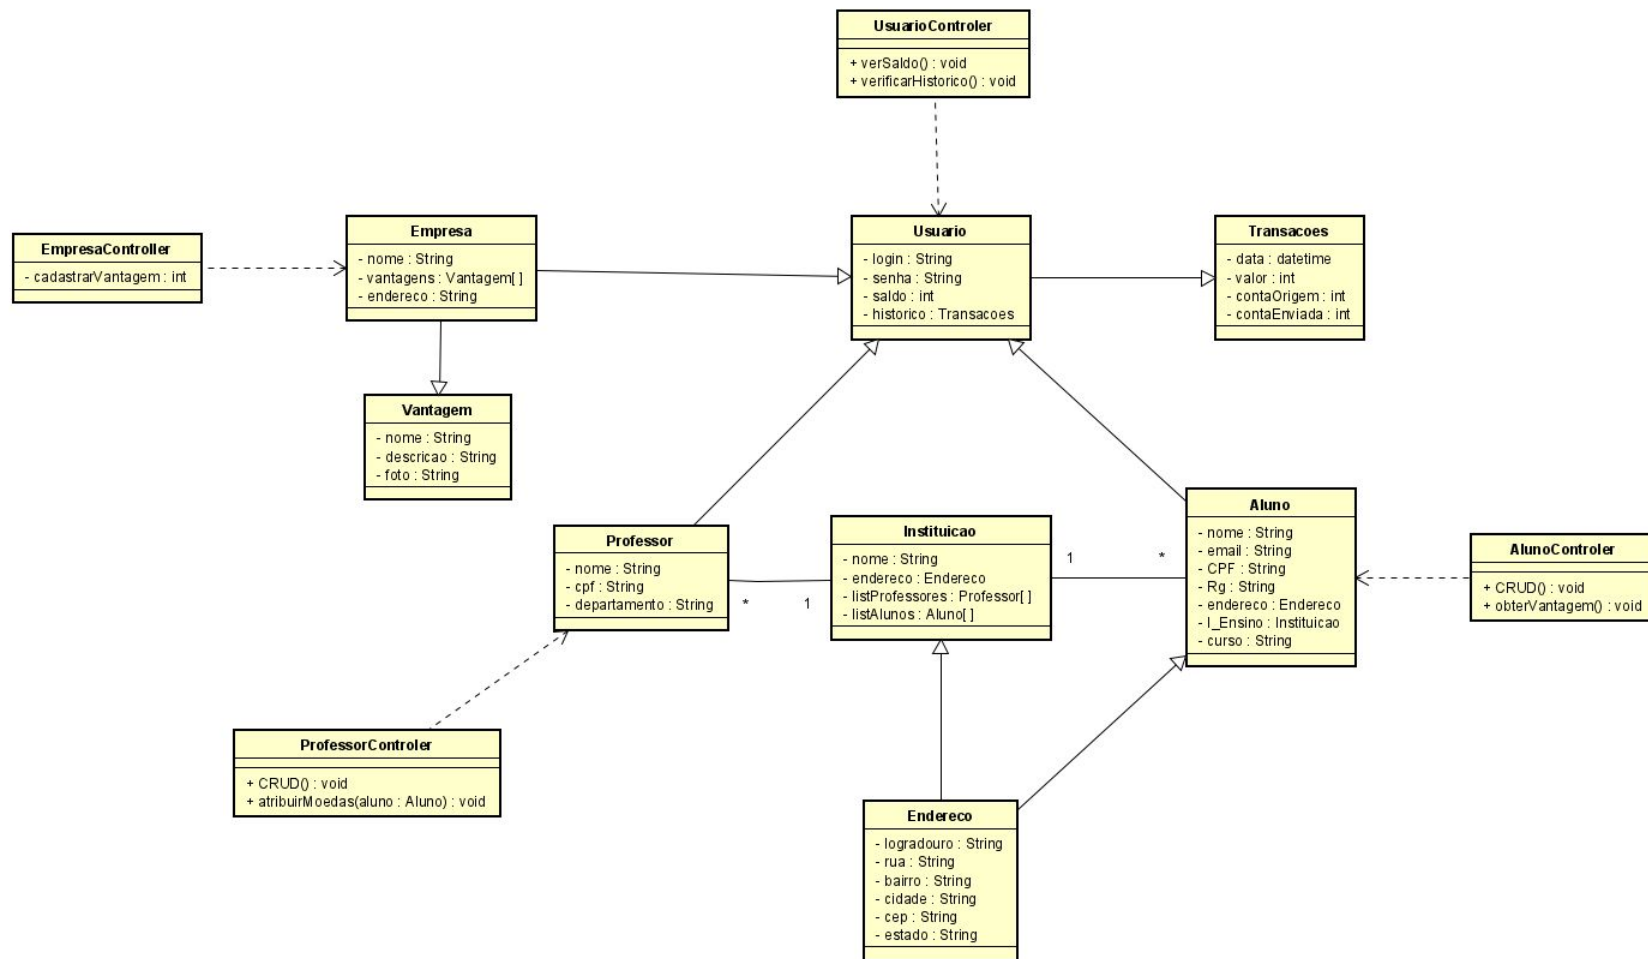 UsuarioControler
+ verSaldo() : void
+ verificarHistorico() : void
EmpresaController
- cadastrarVantagem : int
Empresa
- nome : String
- vantagens : Vantagem[ ]
- endereco : String
Usuario
- login : String
- senha : String
- saldo : int
- historico : Transacoes
Transacoes
- data : datetime
- valor : int
- contaOrigem : int
- contaEnviada : int
Vantagem
- nome : String
- descricao : String
- foto : String
Professor
- nome : String
- cpf : String
- departamento : String
*
1
Instituicao
- nome : String
- endereco : Endereco
- listProfessores : Professor[ ]
- listAlunos : Aluno[ ]
1
*
Aluno
- nome : String
- email : String
- CPF : String
- Rg : String
- endereco : Endereco
- I_Ensino : Instituicao
- curso : String
AlunoControler
+ CRUD() : void
+ obterVantagem() : void
ProfessorControler
+ CRUD() : void
+ atribuirMoedas(aluno : Aluno) : void
Endereco
- logradouro : String
- rua : String
- bairro : String
- cidade : String
- cep : String
- estado : String